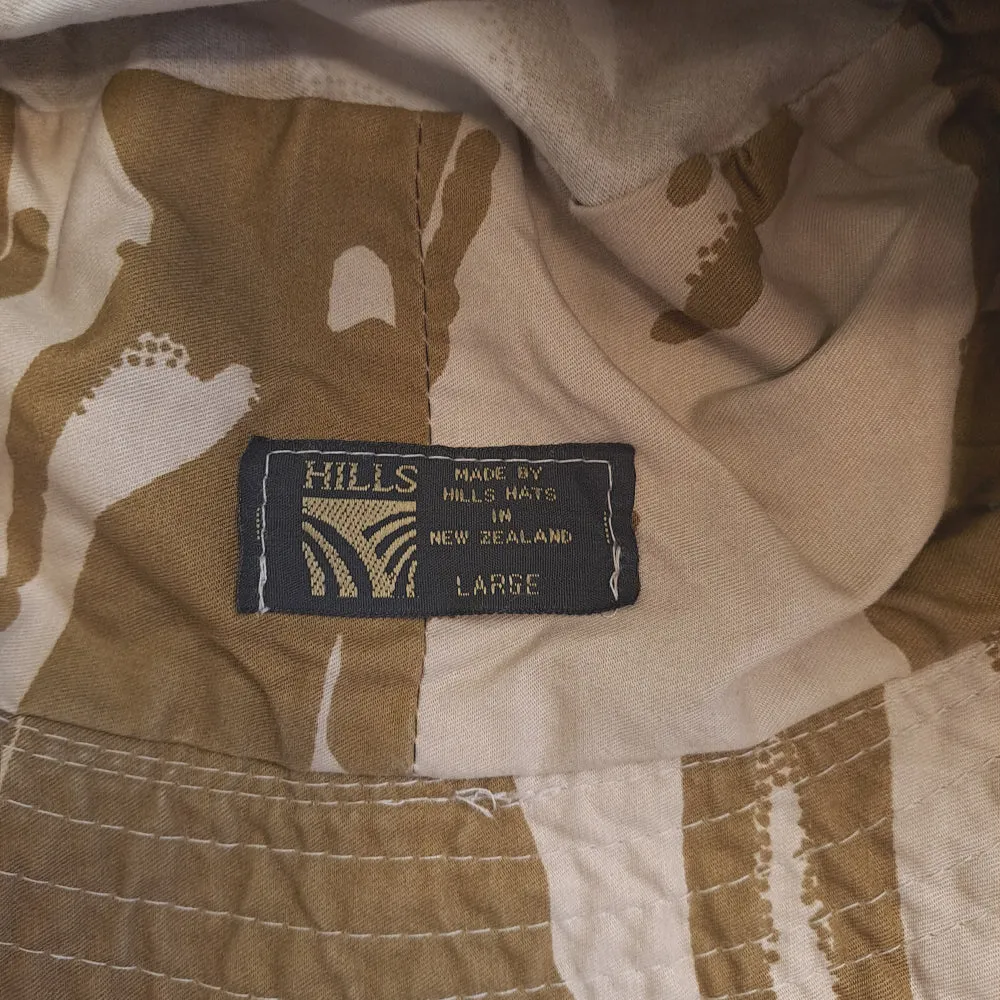 HILLS
MADE BY
HILLS HATS
IN
NEW ZEALAND
LARGE